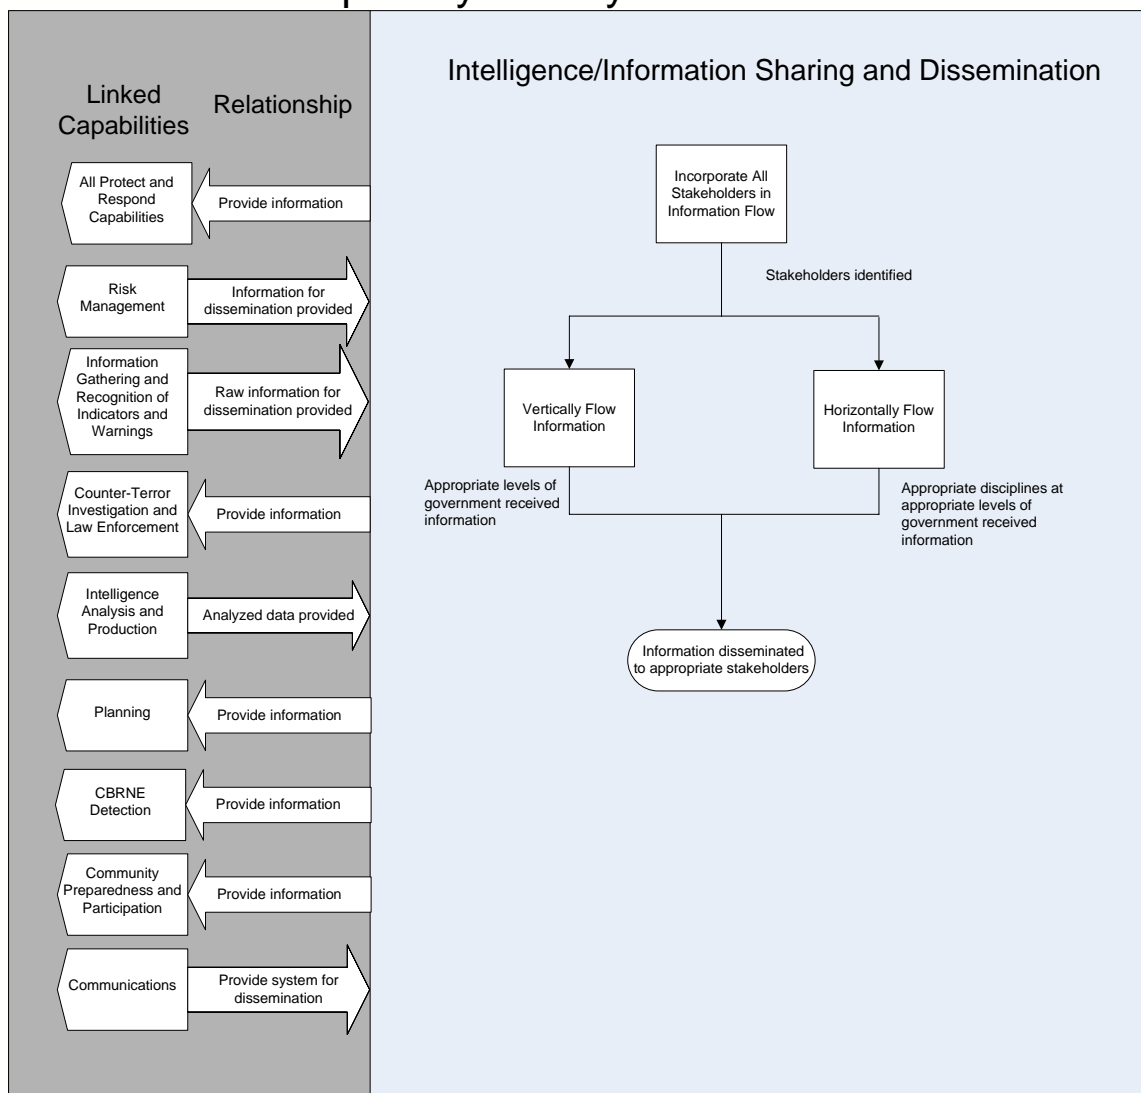 Intelligence/Information Sharing and Dissemination
Linked
Capabilities
Relationship
All Protect and
Respond
Capabilities
Provide information
Risk
Management
Information for
dissemination provided
Information
Gathering and
Recognition of
Indicators and
Warnings
Raw information for
dissemination provided
Counter-Terror
Investigation and
Law Enforcement
Provide information
Intelligence
Analysis and
Production
Analyzed data provided
Planning
Provide information
CBRNE
Detection
Provide information
Community
Preparedness and
Participation
Provide information
Communications
Provide system for
dissemination
Incorporate All
Stakeholders in
Information Flow
Stakeholders identified
Vertically Flow
Information
Horizontally Flow
Information
Appropriate levels of
government received
information
Appropriate disciplines at
appropriate levels of
government received
information
Information disseminated
to appropriate stakeholders